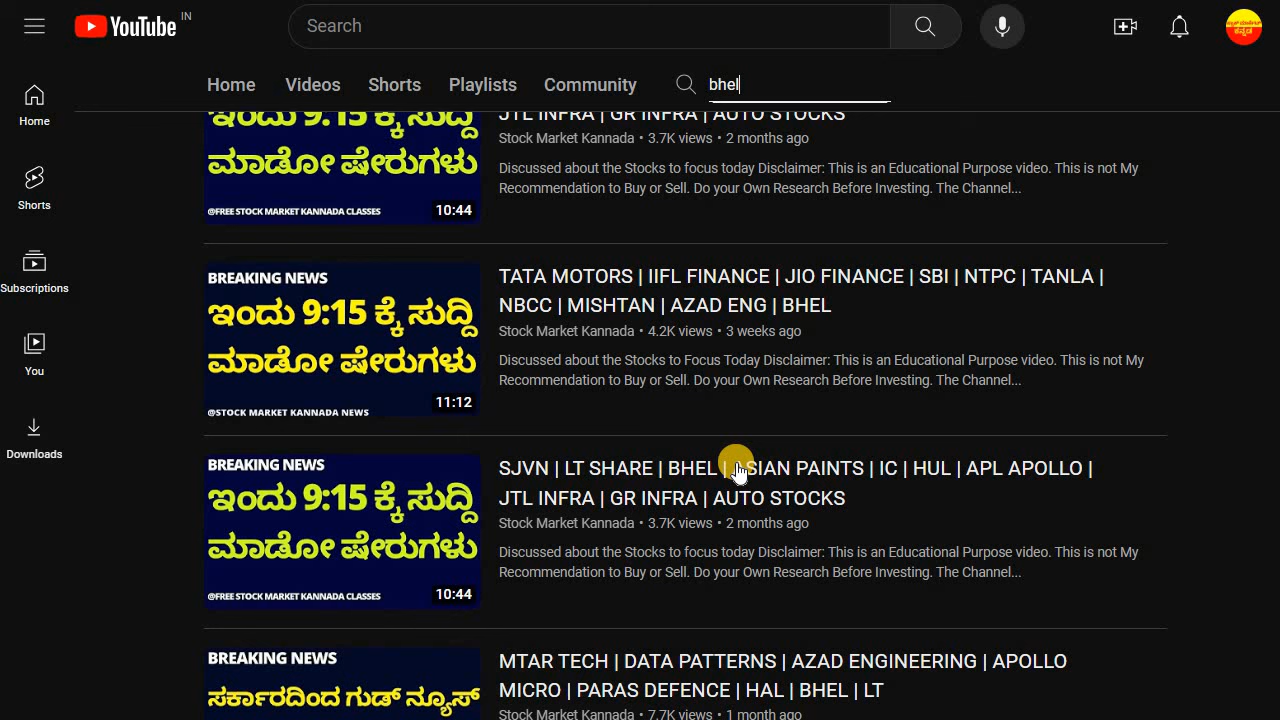 YouTube IN
Search
Home
Videos
Shorts
Playlists
Community
bhel
Home
Shorts
Subscriptions
You
Downloads
ಇಂದು 9:15 ಕ್ಕೆ ಸುದ್ದಿ
ಮಾಡೋ ಷೇರುಗಳು
@FREE STOCK MARKET KANNADA CLASSES
10:44
JTL INFRA | GR INFRA | AUTO STOCKS
Stock Market Kannada • 3.7K views • 2 months ago
Discussed about the Stocks to focus today Disclaimer: This is an Educational Purpose video. This is not My
Recommendation to Buy or Sell. Do your Own Research Before Investing. The Channel...
BREAKING NEWS
ಇಂದು 9:15 ಕ್ಕೆ ಸುದ್ದಿ
ಮಾಡೋ ಷೇರುಗಳು
@STOCK MARKET KANNADA NEWS
11:12
TATA MOTORS | IIFL FINANCE | JIO FINANCE | SBI | NTPC | TANLA |
NBCC | MISHTAN | AZAD ENG | BHEL
Stock Market Kannada • 4.2K views • 3 weeks ago
Discussed about the Stocks to Focus Today Disclaimer: This is an Educational Purpose video. This is not My
Recommendation to Buy or Sell. Do your Own Research Before Investing. The Channel...
BREAKING NEWS
ಇಂದು 9:15 ಕ್ಕೆ ಸುದ್ದಿ
ಮಾಡೋ ಷೇರುಗಳು
@FREE STOCK MARKET KANNADA CLASSES
10:44
SJVN | LT SHARE | BHEL | ASIAN PAINTS | IC | HUL | APL APOLLO |
JTL INFRA | GR INFRA | AUTO STOCKS
Stock Market Kannada • 3.7K views • 2 months ago
Discussed about the Stocks to focus today Disclaimer: This is an Educational Purpose video. This is not My
Recommendation to Buy or Sell. Do your Own Research Before Investing. The Channel...
BREAKING NEWS
ಸರ್ಕಾರದಿಂದ ಗುಡ್ ನ್ಯೂಸ್
MTAR TECH | DATA PATTERNS | AZAD ENGINEERING | APOLLO
MICRO | PARAS DEFENCE | HAL | BHEL | LT
Stock Market Kannada • 7.7K views • 1 month ago